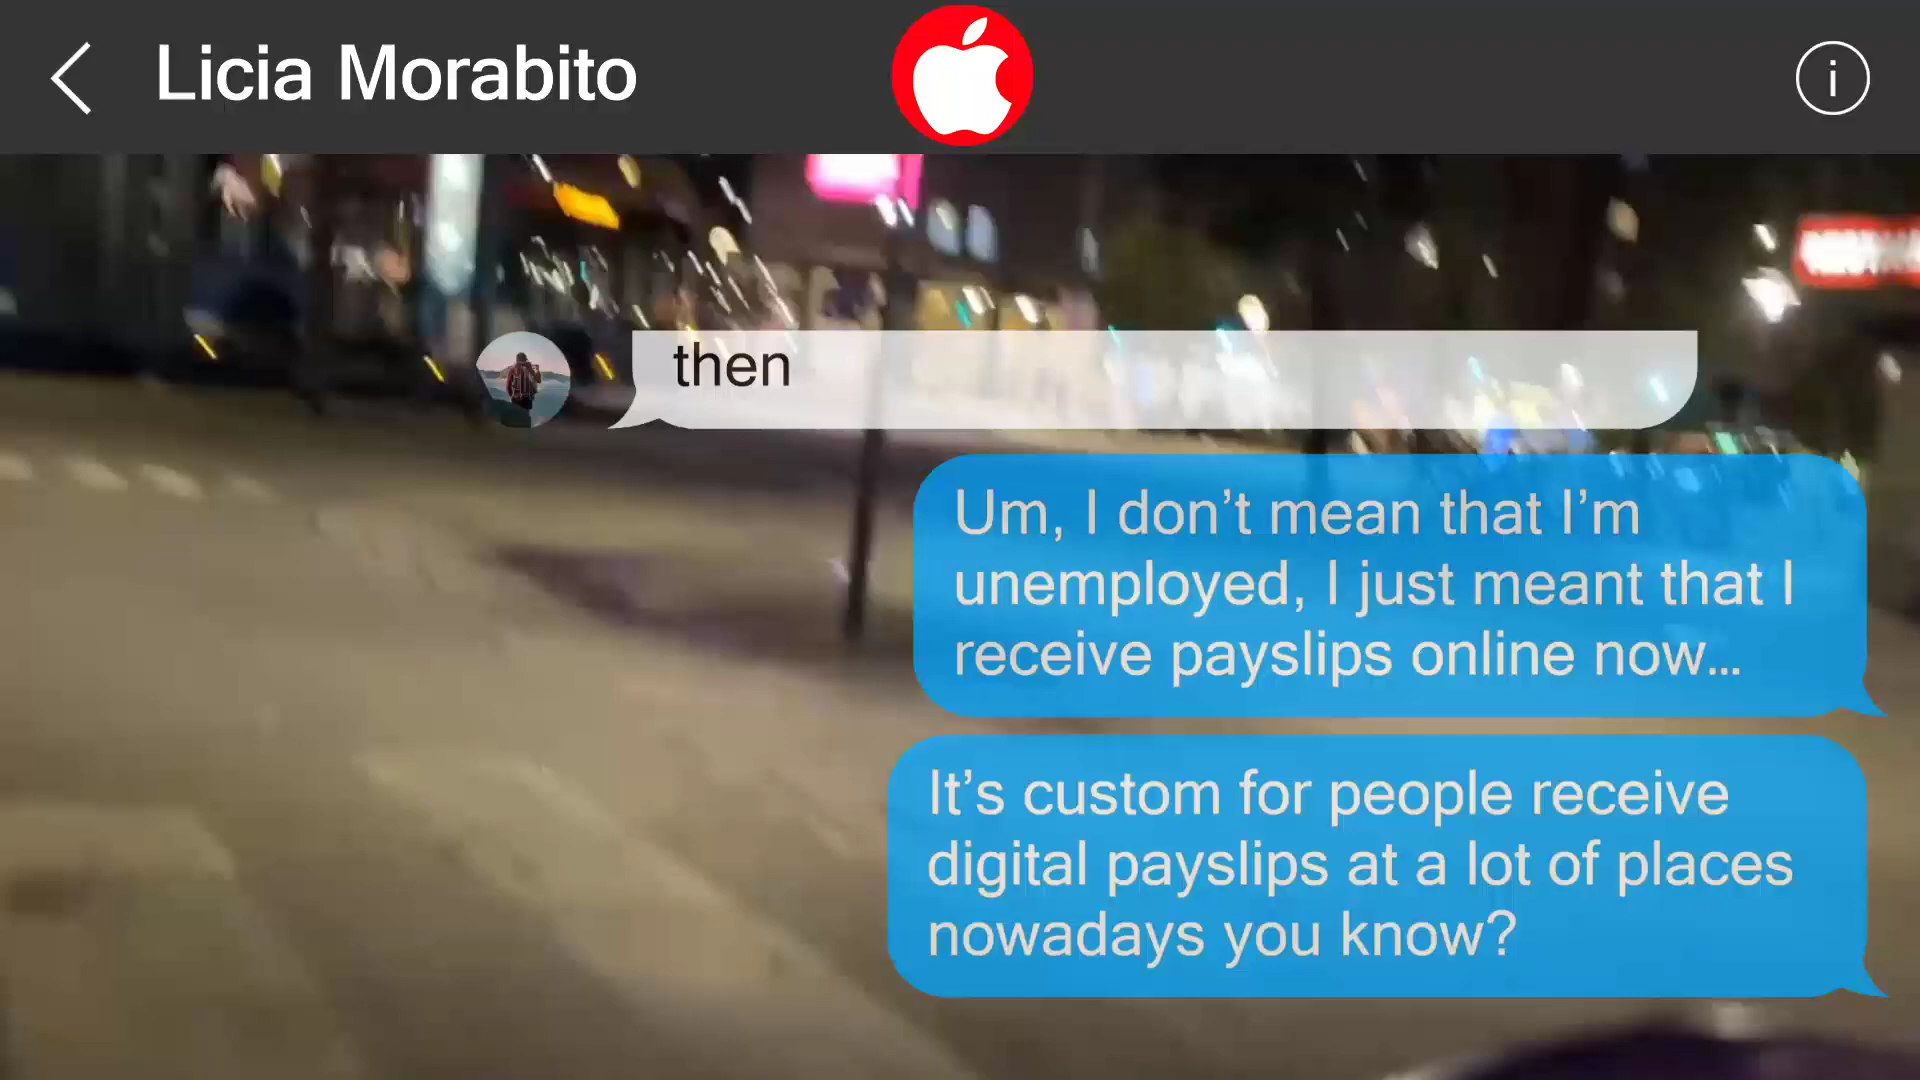 Licia Morabito
then
Um, I don’t mean that I’m
unemployed, I just meant that I
receive payslips online now...
It’s custom for people receive
digital payslips at a lot of places
nowadays you know?